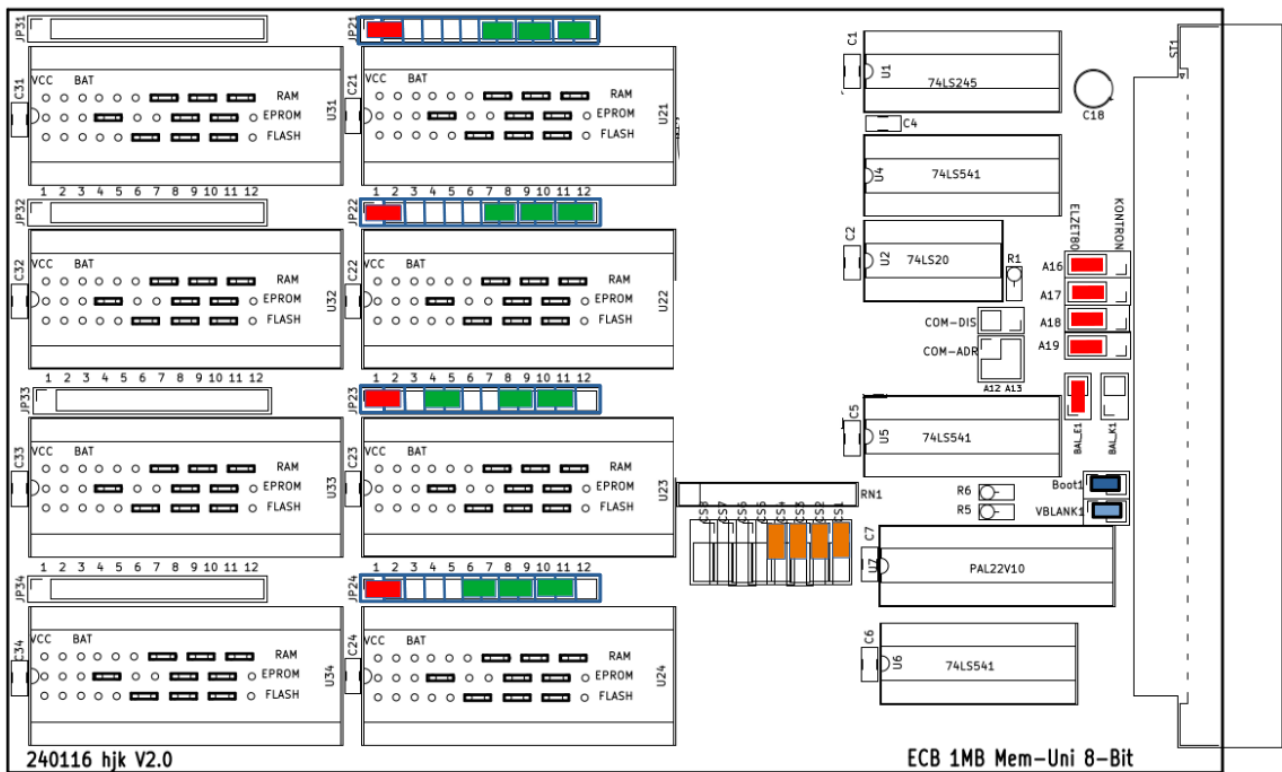 JP31
VCC BAT
C31
RAM
EPROM
FLASH
U31
1 2 3 4 5 6 7 8 9 10 11 12
JP32
VCC BAT
C32
RAM
EPROM
FLASH
U32
1 2 3 4 5 6 7 8 9 10 11 12
JP33
VCC BAT
C33
RAM
EPROM
FLASH
U33
1 2 3 4 5 6 7 8 9 10 11 12
JP34
VCC BAT
C34
RAM
EPROM
FLASH
U34
JP21
VCC BAT
C21
RAM
EPROM
FLASH
U21
1 2 3 4 5 6 7 8 9 10 11 12
JP22
VCC BAT
C22
RAM
EPROM
FLASH
U22
1 2 3 4 5 6 7 8 9 10 11 12
JP23
VCC BAT
C23
RAM
EPROM
FLASH
U23
1 2 3 4 5 6 7 8 9 10 11 12
JP24
VCC BAT
C24
RAM
EPROM
FLASH
U24
C1
U1
74LS245
C18
ST1
C4
U4
74LS541
C2
U2
74LS20
R1
ELZET80
KONTRON
A16
A17
A18
A19
COM-DIS
COM-ADR
A12 A13
C5
U5
74LS541
BAL_E1
BAL_K1
RN1
R6
R5
Boot1
VBLANK1
CS8
CS7
CS6
CS5
CS4
CS3
CS2
CS1
C7
U7
PAL22V10
C6
U6
74LS541
240116 hjk V2.0
ECB 1MB Mem-Uni 8-Bit